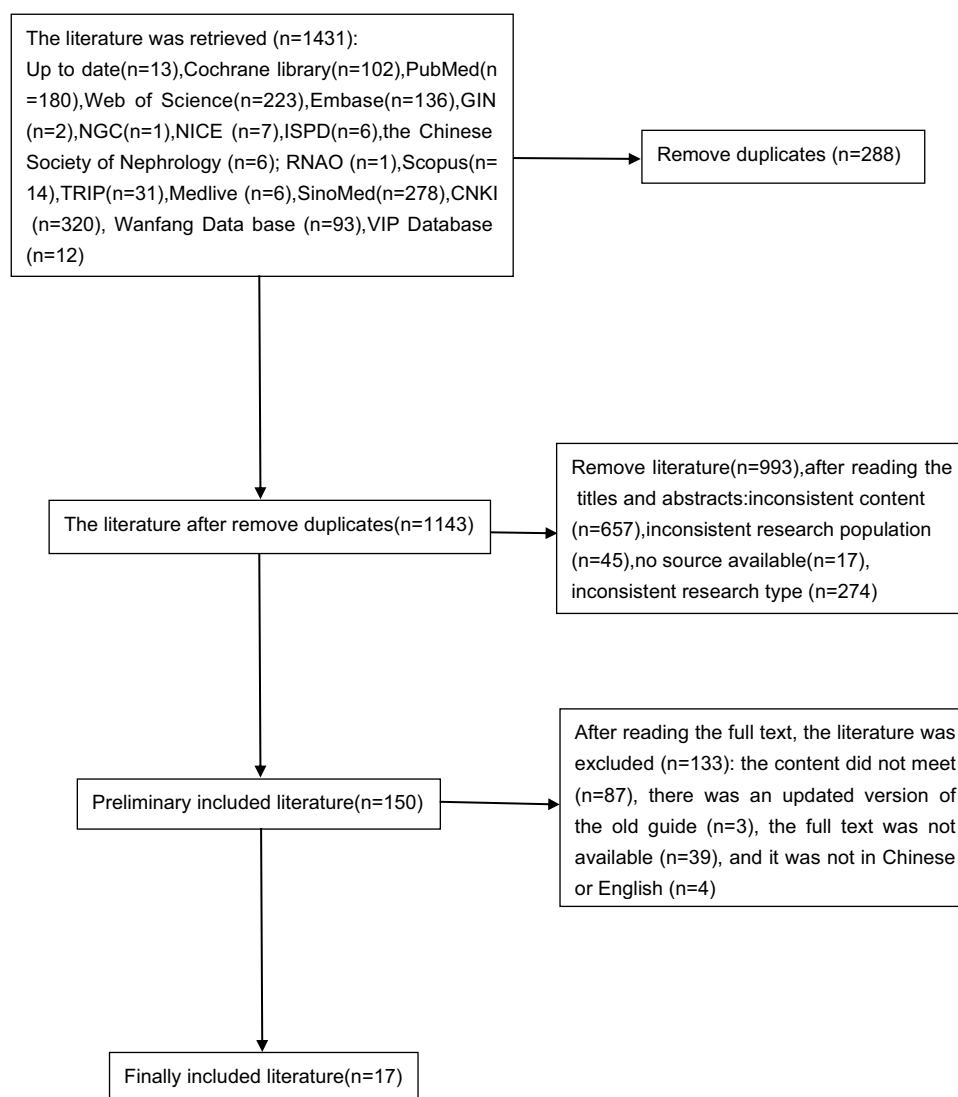 The literature was retrieved (n=1431):
Up to date(n=13),Cochrane library(n=102),PubMed(n
=180),Web of Science(n=223),Embase(n=136),GIN
(n=2),NGC(n=1),NICE (n=7),ISPD(n=6),the Chinese
Society of Nephrology (n=6); RNAO (n=1),Scopus(n=
14),TRIP(n=31),Medlive (n=6),SinoMed(n=278),CNKI
(n=320), Wanfang Data base (n=93),VIP Database
(n=12)
Remove duplicates (n=288)
The literature after remove duplicates(n=1143)
Remove literature(n=993),after reading the
titles and abstracts:inconsistent content
(n=657),inconsistent research population
(n=45),no source available(n=17),
inconsistent research type (n=274)
Preliminary included literature(n=150)
After reading the full text, the literature was
excluded (n=133): the content did not meet
(n=87), there was an updated version of
the old guide (n=3), the full text was not
available (n=39), and it was not in Chinese
or English (n=4)
Finally included literature(n=17)